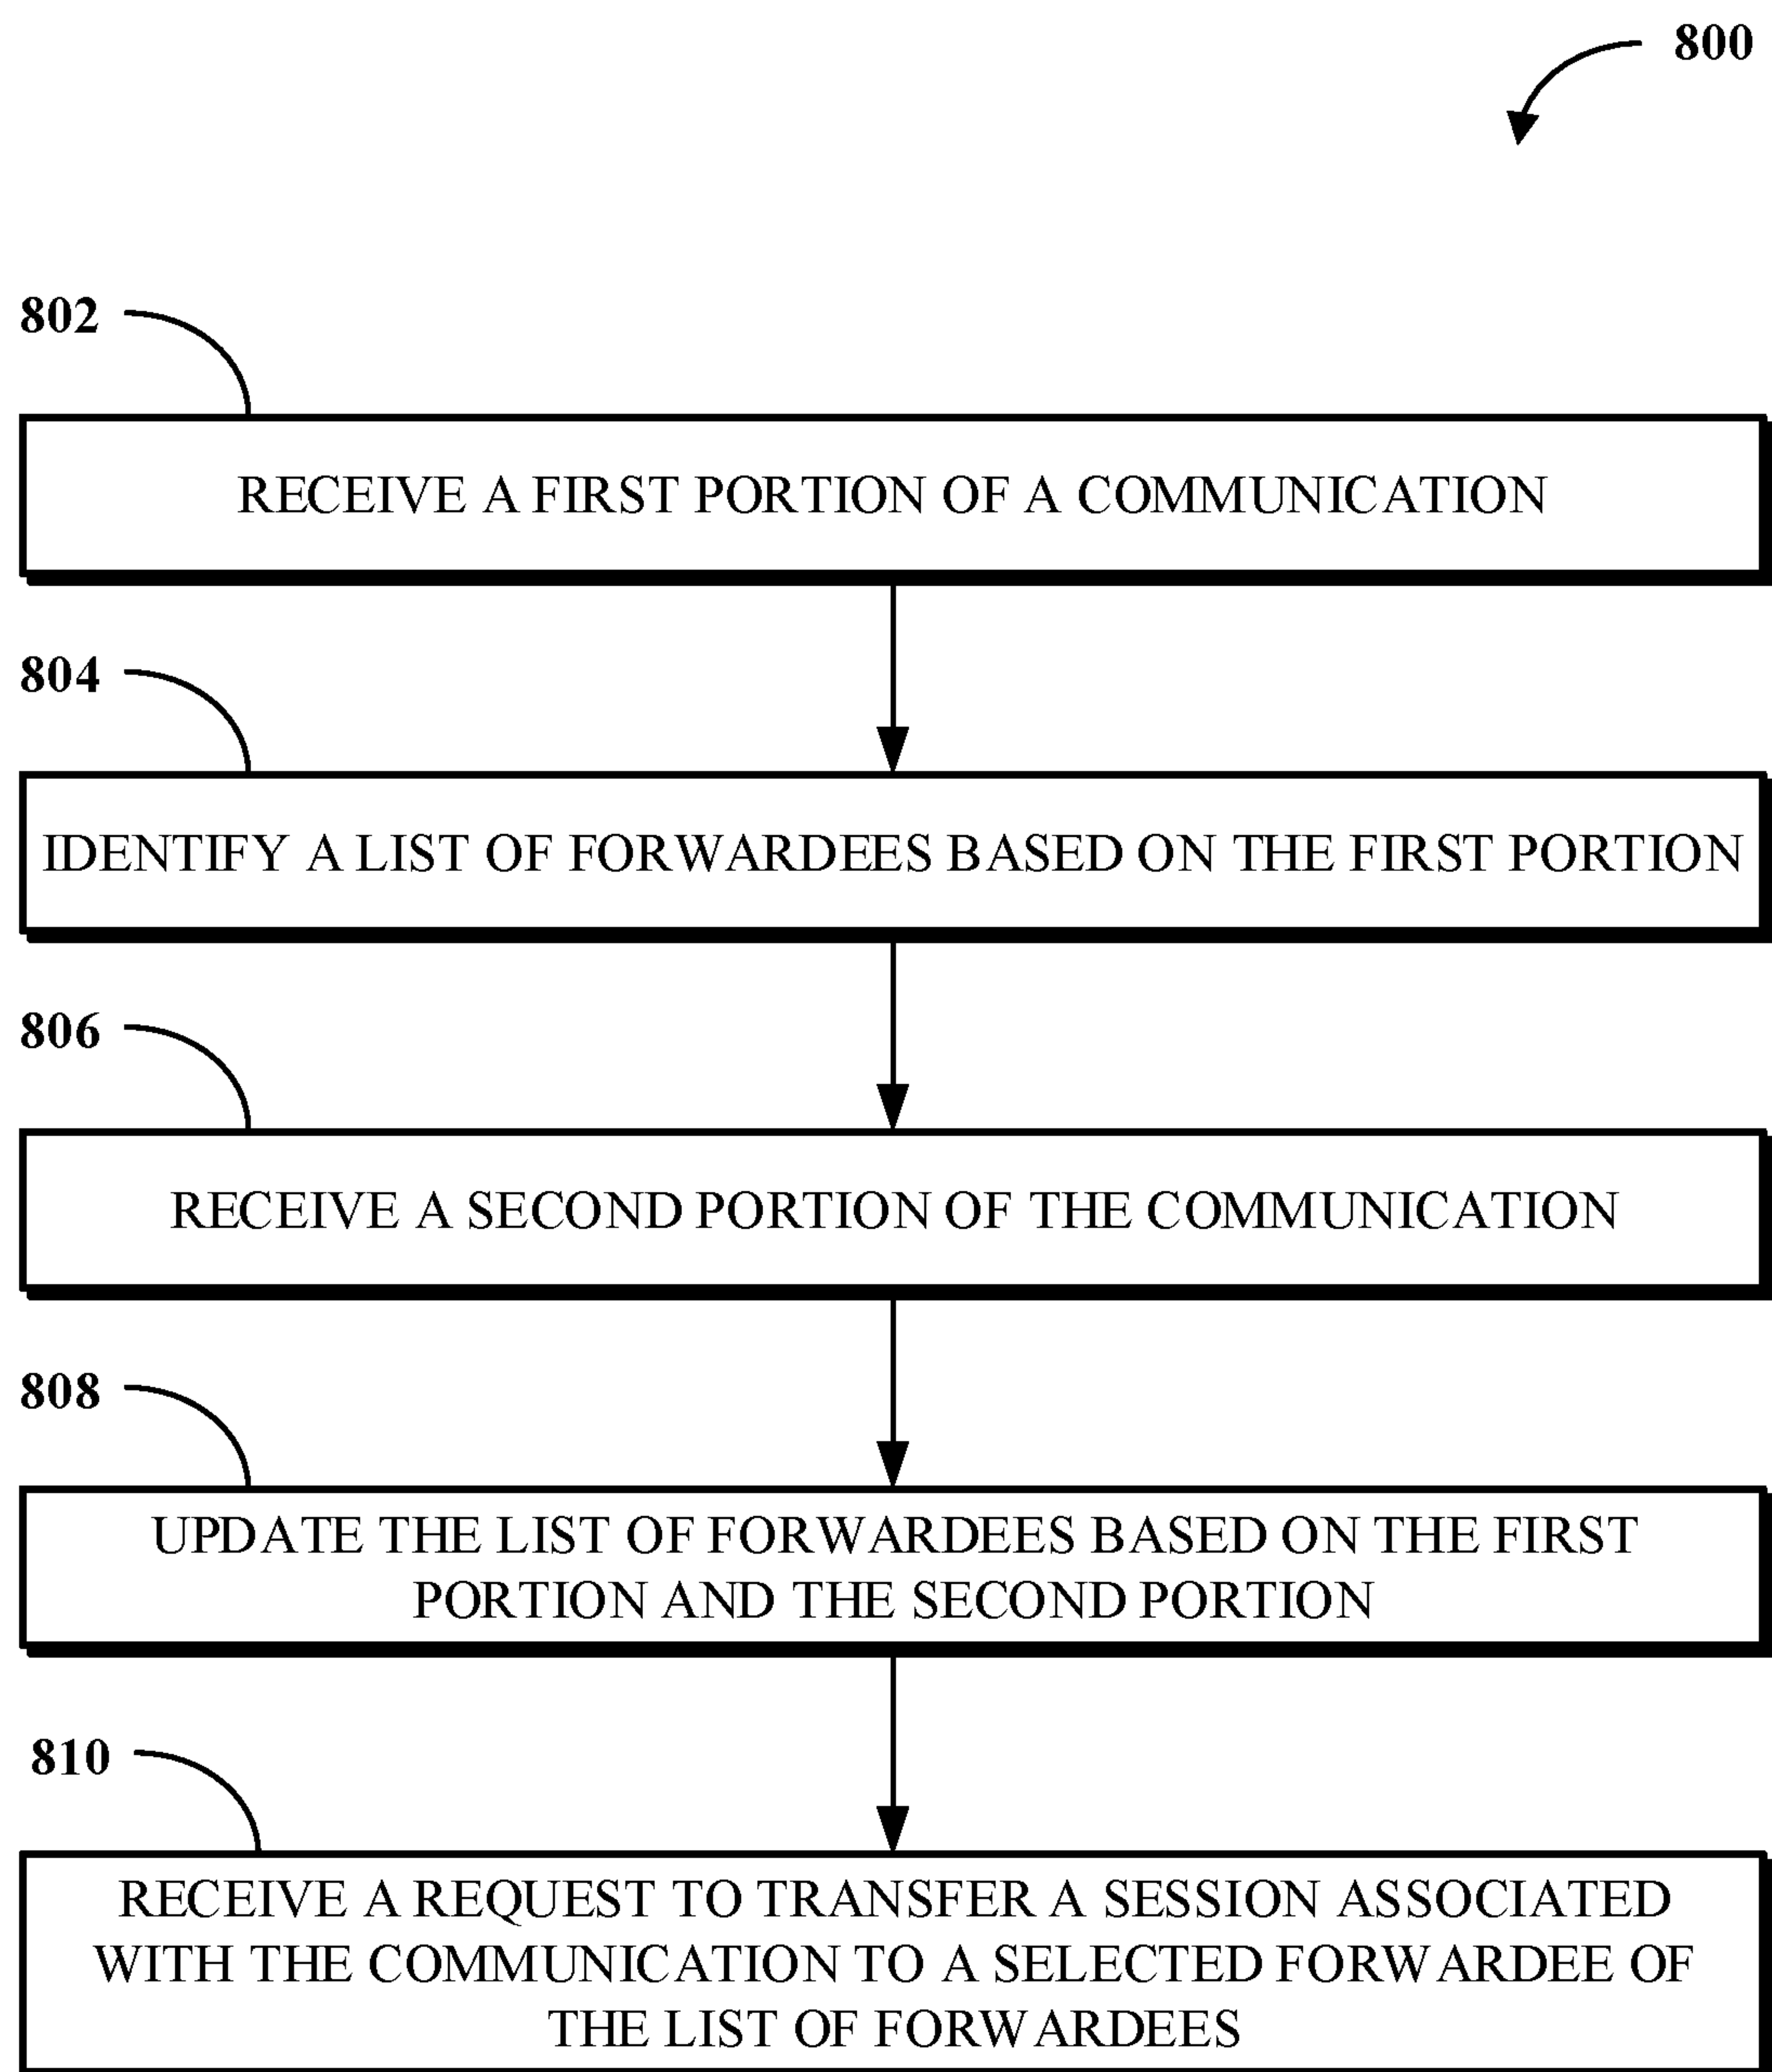 800
802
RECEIVE A FIRST PORTION OF A COMMUNICATION
804
IDENTIFY A LIST OF FORWARDEES BASED ON THE FIRST PORTION
806
RECEIVE A SECOND PORTION OF THE COMMUNICATION
808
UPDATE THE LIST OF FORWARDEES BASED ON THE FIRST
PORTION AND THE SECOND PORTION
810
RECEIVE A REQUEST TO TRANSFER A SESSION ASSOCIATED
WITH THE COMMUNICATION TO A SELECTED FORWARDEE OF
THE LIST OF FORWARDEES